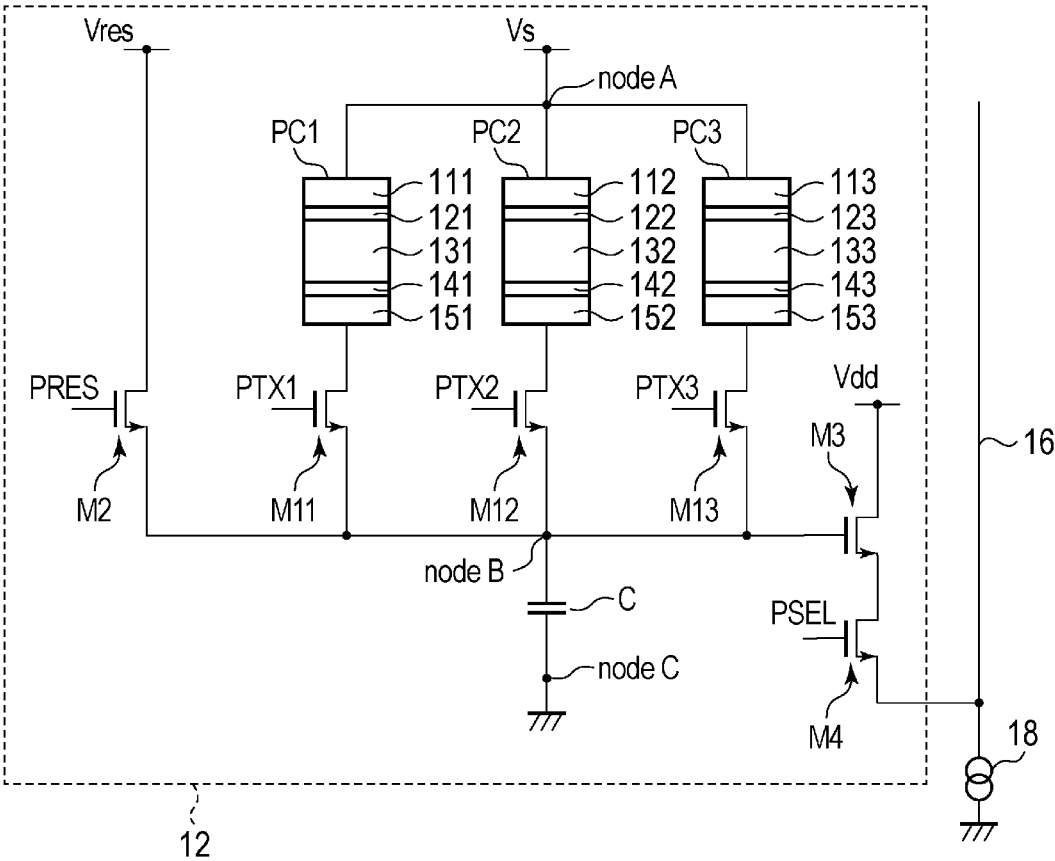 Vres
Vs
node A
PC1
PC2
PC3
111
112
113
121
122
123
131
132
133
141
142
143
151
152
153
PRES
PTX1
PTX2
PTX3
Vdd
M3
16
M2
M11
M12
M13
node B
C
PSEL
node C
M4
18
12